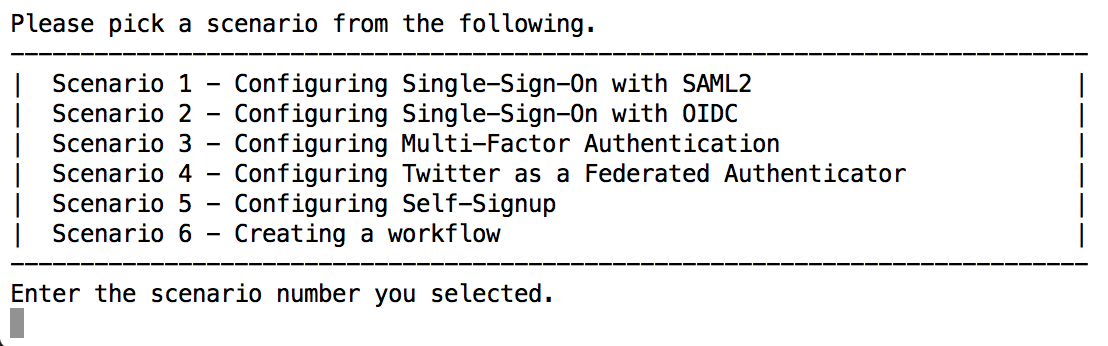 Please pick a scenario from the following.
-----------------------------------------------------------------------------
|  Scenario 1 - Configuring Single-Sign-On with SAML2                       |
|  Scenario 2 - Configuring Single-Sign-On with OIDC                        |
|  Scenario 3 - Configuring Multi-Factor Authentication                     |
|  Scenario 4 - Configuring Twitter as a Federated Authenticator            |
|  Scenario 5 - Configuring Self-Signup                                     |
|  Scenario 6 - Creating a workflow                                         |
-----------------------------------------------------------------------------
Enter the scenario number you selected.